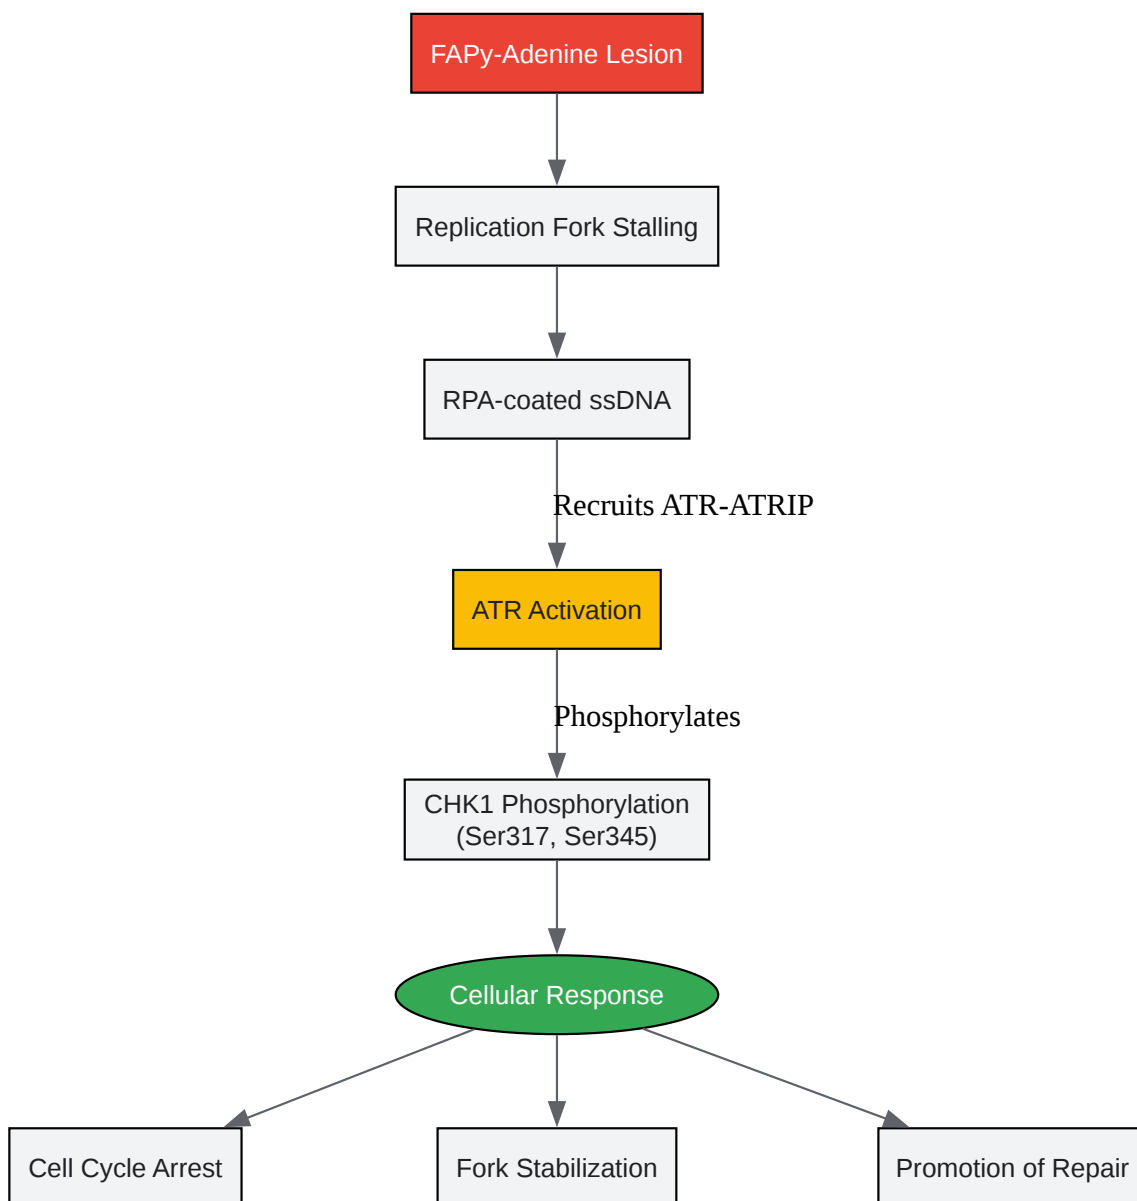 FAPy-Adenine Lesion
Replication Fork Stalling
RPA-coated ssDNA
Recruits ATR-ATRIP
ATR Activation
Phosphorylates
CHK1 Phosphorylation
(Ser317, Ser345)
Cellular Response
Cell Cycle Arrest
Fork Stabilization
Promotion of Repair